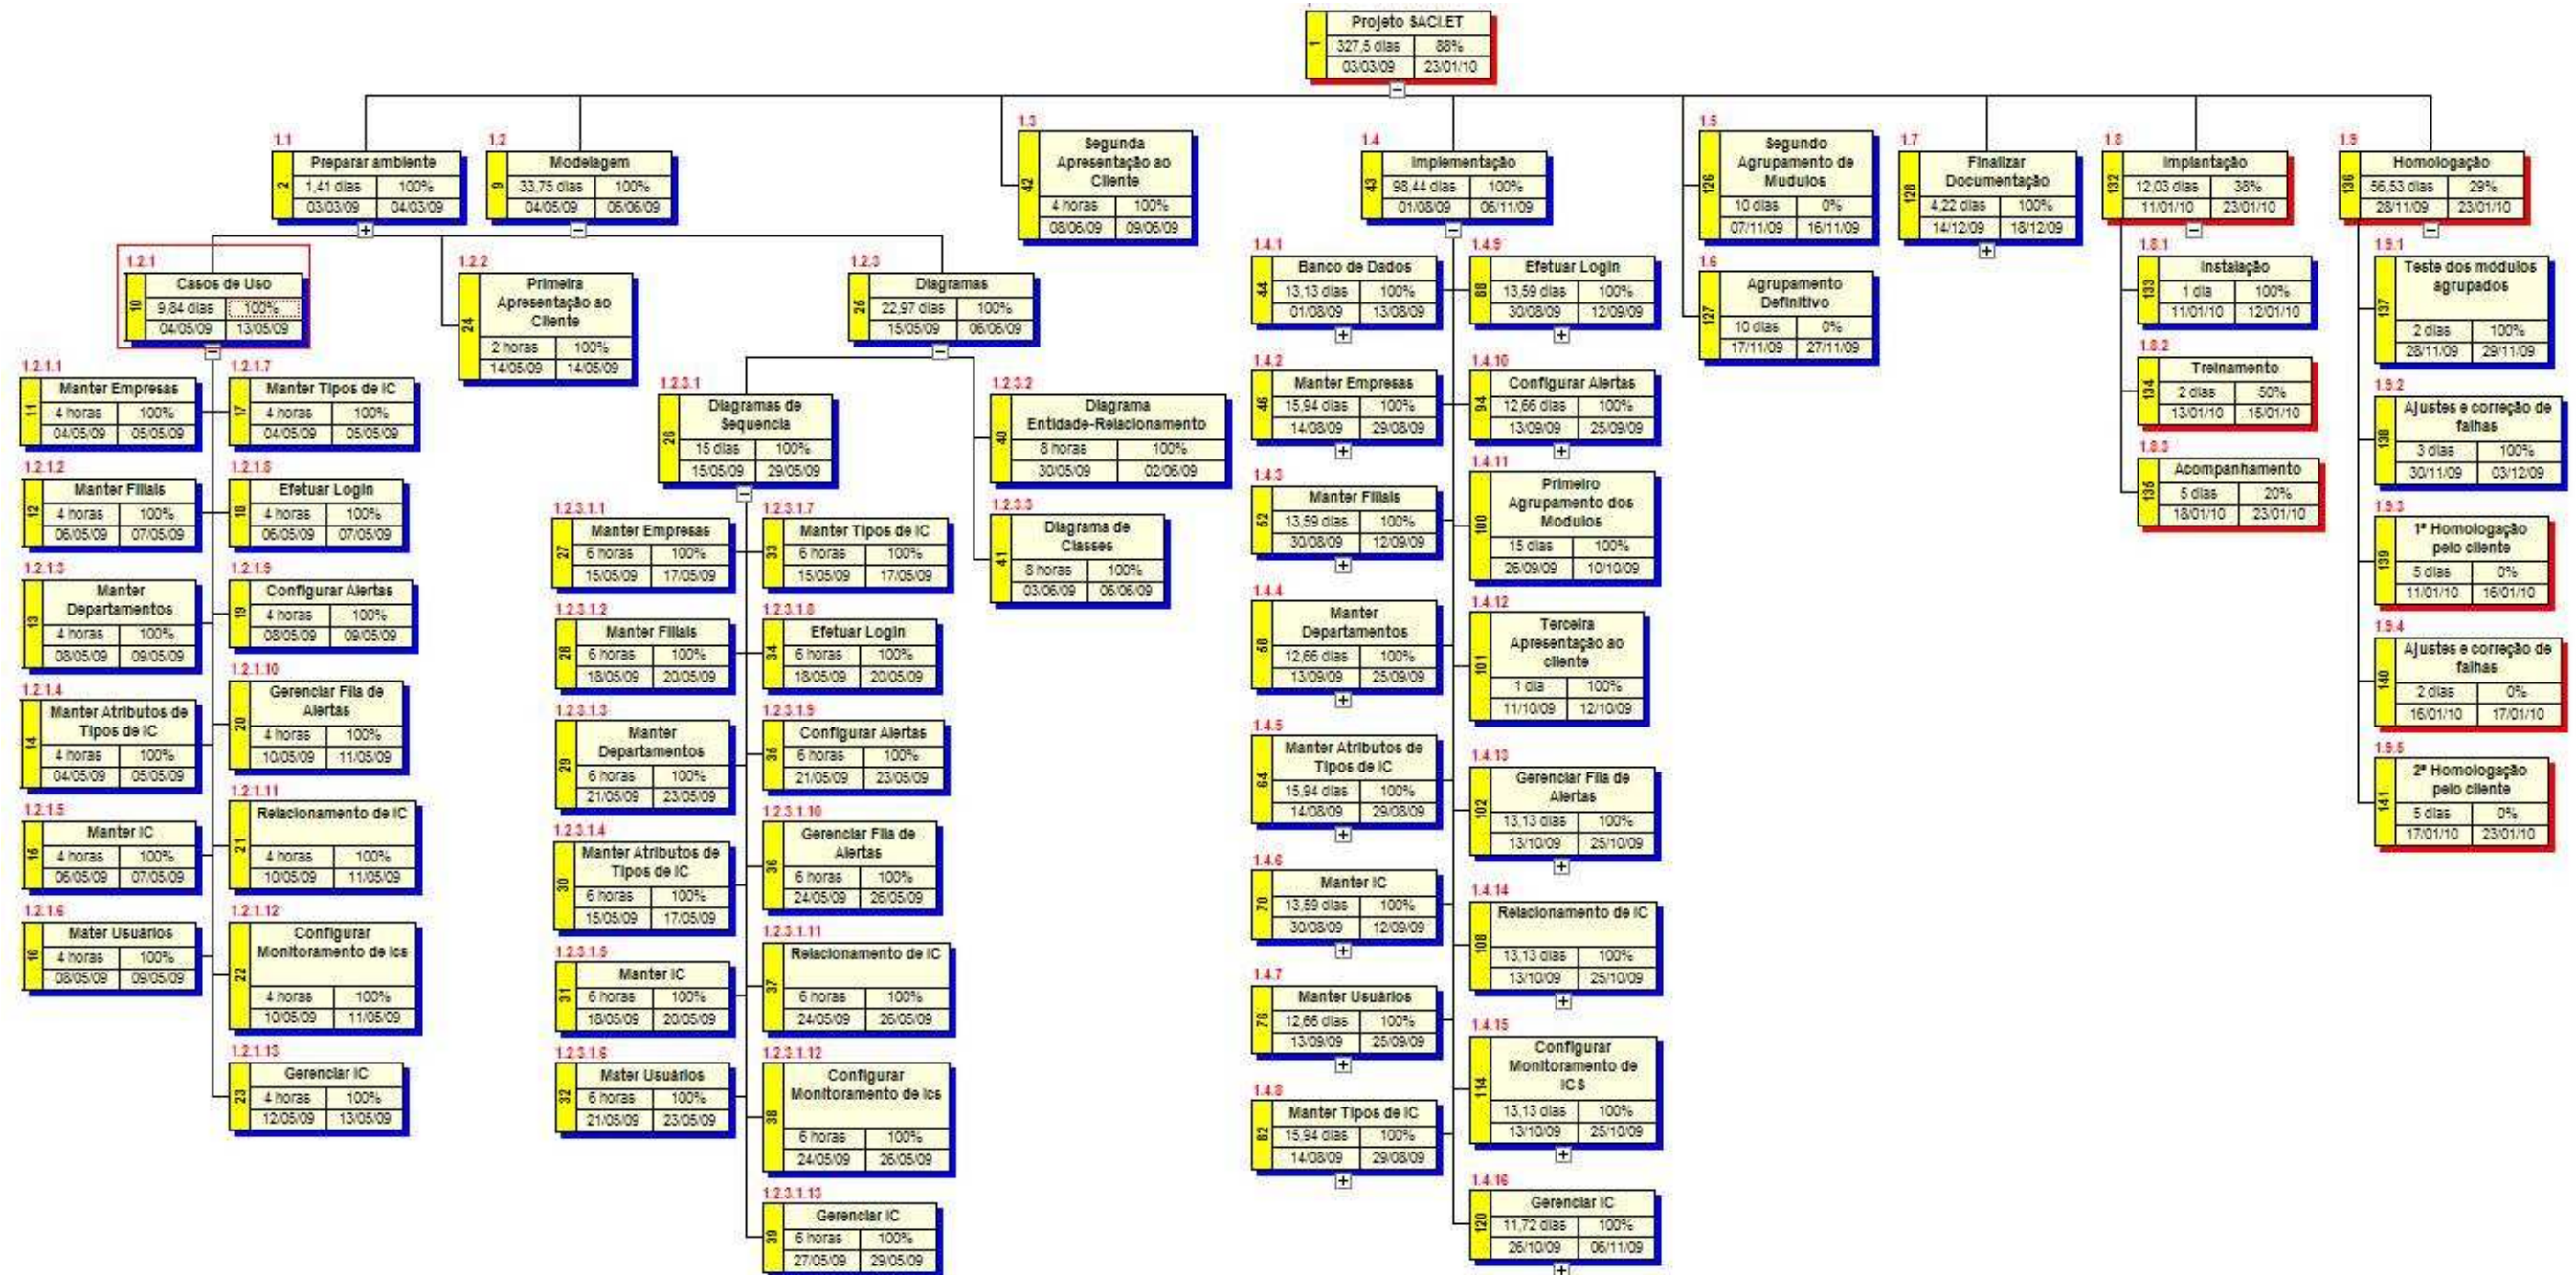 Projeto SACI.ET
1
327,5 dias 88%
03/03/09 23/01/10
1.1
Preparar ambiente
2
1,41 dias 100%
03/03/09 04/03/09
1.2
Modelagem
9
33,75 dias 100%
04/05/09 06/06/09
1.2.1
Casos de Uso
10
9,84 dias 100%
04/05/09 13/05/09
1.2.1.1
Manter Empresas
11
4 horas 100%
04/05/09 05/05/09
1.2.1.2
Manter Filiais
12
4 horas 100%
06/05/09 07/05/09
1.2.1.3
Manter
Departamentos
13
4 horas 100%
08/05/09 09/05/09
1.2.1.4
Manter Atributos de
Tipos de IC
14
4 horas 100%
04/05/09 05/05/09
1.2.1.5
Manter IC
15
4 horas 100%
06/05/09 07/05/09
1.2.1.6
Mater Usuários
16
4 horas 100%
08/05/09 09/05/09
1.2.1.7
Manter Tipos de IC
17
4 horas 100%
04/05/09 05/05/09
1.2.1.8
Efetuar Login
18
4 horas 100%
06/05/09 07/05/09
1.2.1.9
Configurar Alertas
19
4 horas 100%
08/05/09 09/05/09
1.2.1.10
Gerenciar Fila de
Alertas
20
4 horas 100%
10/05/09 11/05/09
1.2.1.11
Relacionamento de IC
21
4 horas 100%
10/05/09 11/05/09
1.2.1.12
Configurar
Monitoramento de Ics
22
4 horas 100%
10/05/09 11/05/09
1.2.1.13
Gerenciar IC
23
4 horas 100%
12/05/09 13/05/09
1.2.2
Primeira
Apresentação ao
Cliente
24
2 horas 100%
14/05/09 14/05/09
1.2.3
Diagramas
25
22,97 dias 100%
15/05/09 06/06/09
1.2.3.1
Diagramas de
Sequencia
26
15 dias 100%
15/05/09 29/05/09
1.2.3.1.1
Manter Empresas
27
6 horas 100%
15/05/09 17/05/09
1.2.3.1.2
Manter Filiais
28
6 horas 100%
18/05/09 20/05/09
1.2.3.1.3
Manter
Departamentos
29
6 horas 100%
21/05/09 23/05/09
1.2.3.1.4
Manter Atributos de
Tipos de IC
30
6 horas 100%
15/05/09 17/05/09
1.2.3.1.5
Manter IC
31
6 horas 100%
18/05/09 20/05/09
1.2.3.1.6
Mater Usuários
32
6 horas 100%
21/05/09 23/05/09
1.2.3.1.7
Manter Tipos de IC
33
6 horas 100%
15/05/09 17/05/09
1.2.3.1.8
Efetuar Login
34
6 horas 100%
18/05/09 20/05/09
1.2.3.1.9
Configurar Alertas
35
6 horas 100%
21/05/09 23/05/09
1.2.3.1.10
Gerenciar Fila de
Alertas
36
6 horas 100%
24/05/09 26/05/09
1.2.3.1.11
Relacionamento de IC
37
6 horas 100%
24/05/09 26/05/09
1.2.3.1.12
Configurar
Monitoramento de Ics
38
6 horas 100%
24/05/09 26/05/09
1.2.3.1.13
Gerenciar IC
39
6 horas 100%
27/05/09 29/05/09
1.2.3.2
Diagrama
Entidade-Relacionamento
40
8 horas 100%
30/05/09 02/06/09
1.2.3.3
Diagrama de
Classes
41
8 horas 100%
03/06/09 06/06/09
1.3
Segunda
Apresentação ao
Cliente
42
4 horas 100%
08/06/09 09/06/09
1.4
Implementação
43
98,44 dias 100%
01/08/09 06/11/09
1.4.1
Banco de Dados
44
13,13 dias 100%
01/08/09 13/08/09
1.4.2
Manter Empresas
46
15,94 dias 100%
14/08/09 29/08/09
1.4.3
Manter Filiais
52
13,59 dias 100%
30/08/09 12/09/09
1.4.4
Manter
Departamentos
58
12,66 dias 100%
13/09/09 25/09/09
1.4.5
Manter Atributos de
Tipos de IC
64
15,94 dias 100%
14/08/09 29/08/09
1.4.6
Manter IC
70
13,59 dias 100%
30/08/09 12/09/09
1.4.7
Manter Usuários
76
12,66 dias 100%
13/09/09 25/09/09
1.4.8
Manter Tipos de IC
82
15,94 dias 100%
14/08/09 29/08/09
1.4.9
Efetuar Login
88
13,59 dias 100%
30/08/09 12/09/09
1.4.10
Configurar Alertas
94
12,66 dias 100%
13/09/09 25/09/09
1.4.11
Primeiro
Agrupamento dos
Modulos
100
15 dias 100%
26/09/09 10/10/09
1.4.12
Terceira
Apresentação ao
cliente
101
1 dia 100%
11/10/09 12/10/09
1.4.13
Gerenciar Fila de
Alertas
102
13,13 dias 100%
13/10/09 25/10/09
1.4.14
Relacionamento de IC
108
13,13 dias 100%
13/10/09 25/10/09
1.4.15
Configurar
Monitoramento de
ICS
114
13,13 dias 100%
13/10/09 25/10/09
1.4.16
Gerenciar IC
120
11,72 dias 100%
26/10/09 06/11/09
1.5
Segundo
Agrupamento de
Mudulos
126
10 dias 0%
07/11/09 16/11/09
1.6
Agrupamento
Definitivo
127
10 dias 0%
17/11/09 27/11/09
1.7
Finalizar
Documentação
128
4,22 dias 100%
14/12/09 18/12/09
1.8
Implantação
132
12,03 dias 38%
11/01/10 23/01/10
1.8.1
Instalação
133
1 dia 100%
11/01/10 12/01/10
1.8.2
Treinamento
134
2 dias 50%
13/01/10 15/01/10
1.8.3
Acompanhamento
135
5 dias 20%
18/01/10 23/01/10
1.9
Homologação
136
56,53 dias 29%
28/11/09 23/01/10
1.9.1
Teste dos módulos
agrupados
137
2 dias 100%
28/11/09 29/11/09
1.9.2
Ajustes e correção de
falhas
138
3 dias 100%
30/11/09 03/12/09
1.9.3
1ª Homologação
pelo cliente
139
5 dias 0%
11/01/10 16/01/10
1.9.4
Ajustes e correção de
falhas
140
2 dias 0%
16/01/10 17/01/10
1.9.5
2ª Homologação
pelo cliente
141
5 dias 0%
17/01/10 23/01/10